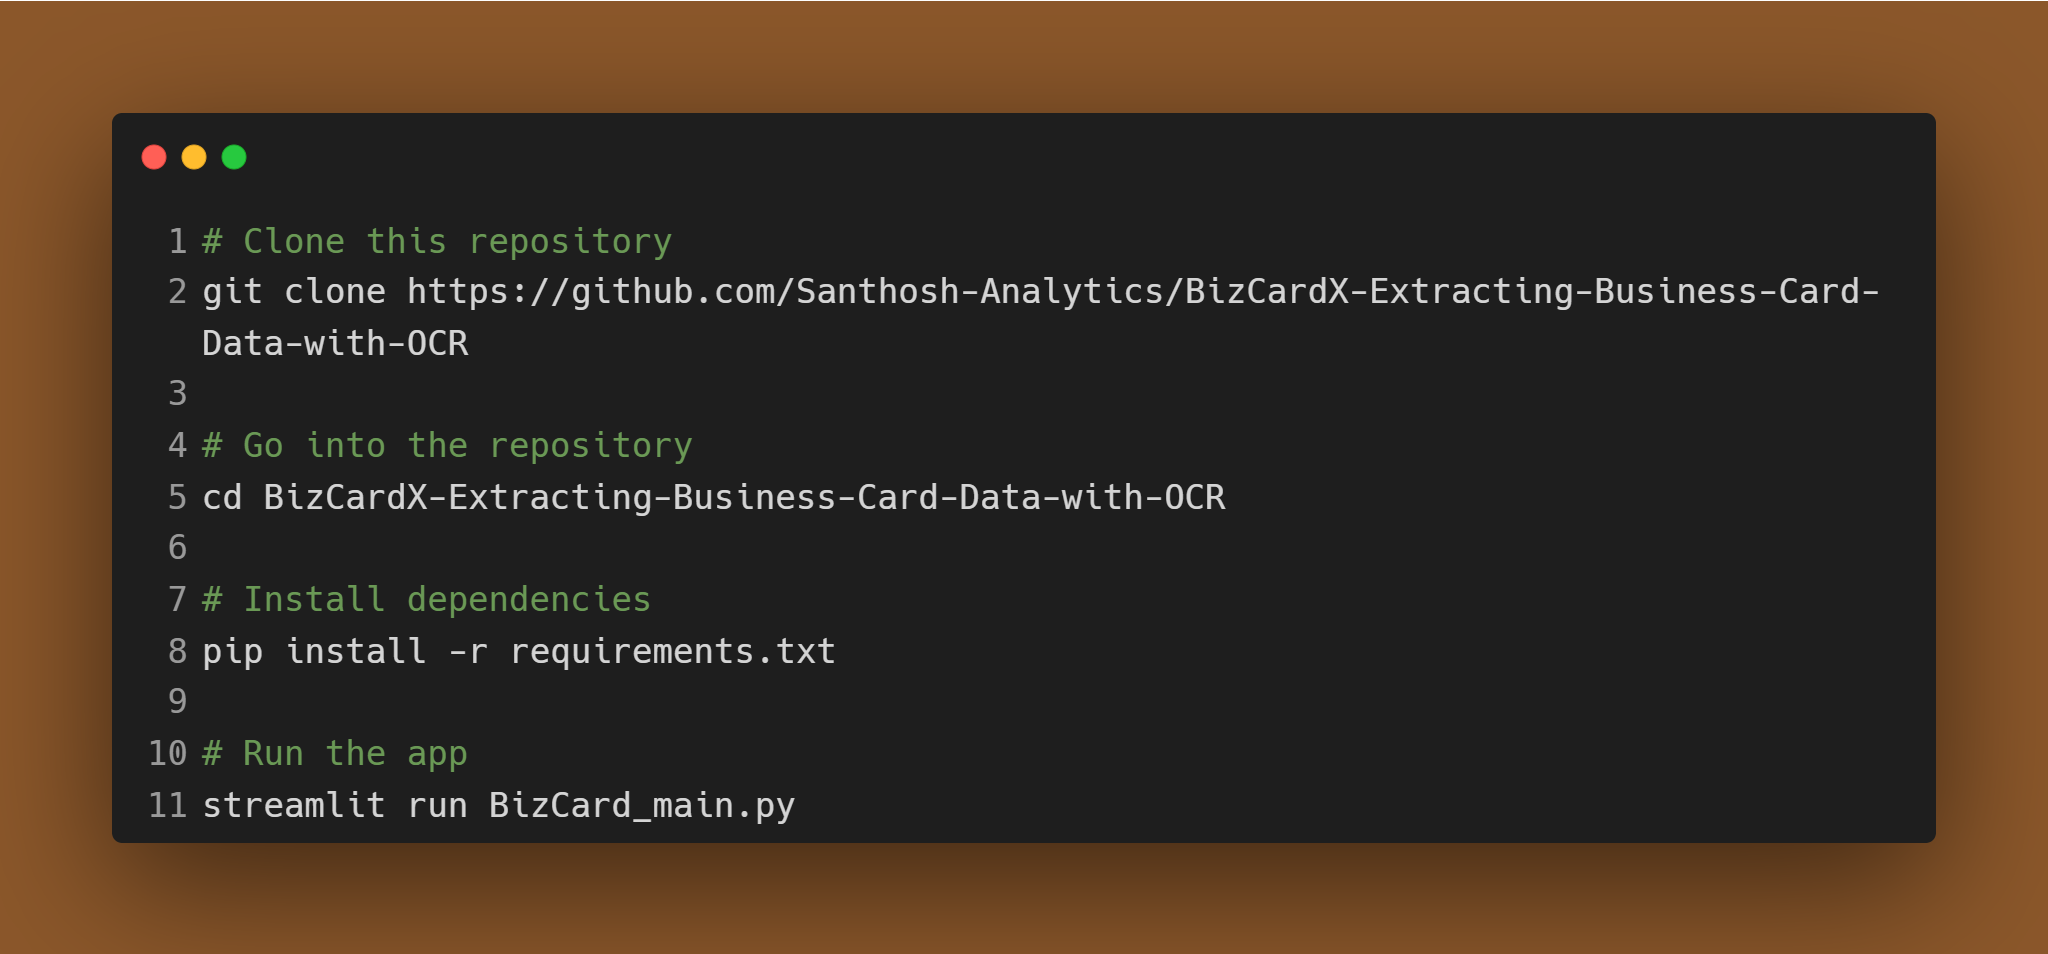 1 # Clone this repository
2 git clone https://github.com/Santhosh-Analytics/BizCardX-Extracting-Business-Card-
Data-with-OCR
3
4 # Go into the repository
5 cd BizCardX-Extracting-Business-Card-Data-with-OCR
6
7 # Install dependencies
8 pip install -r requirements.txt
9
10 # Run the app
11 streamlit run BizCard_main.py